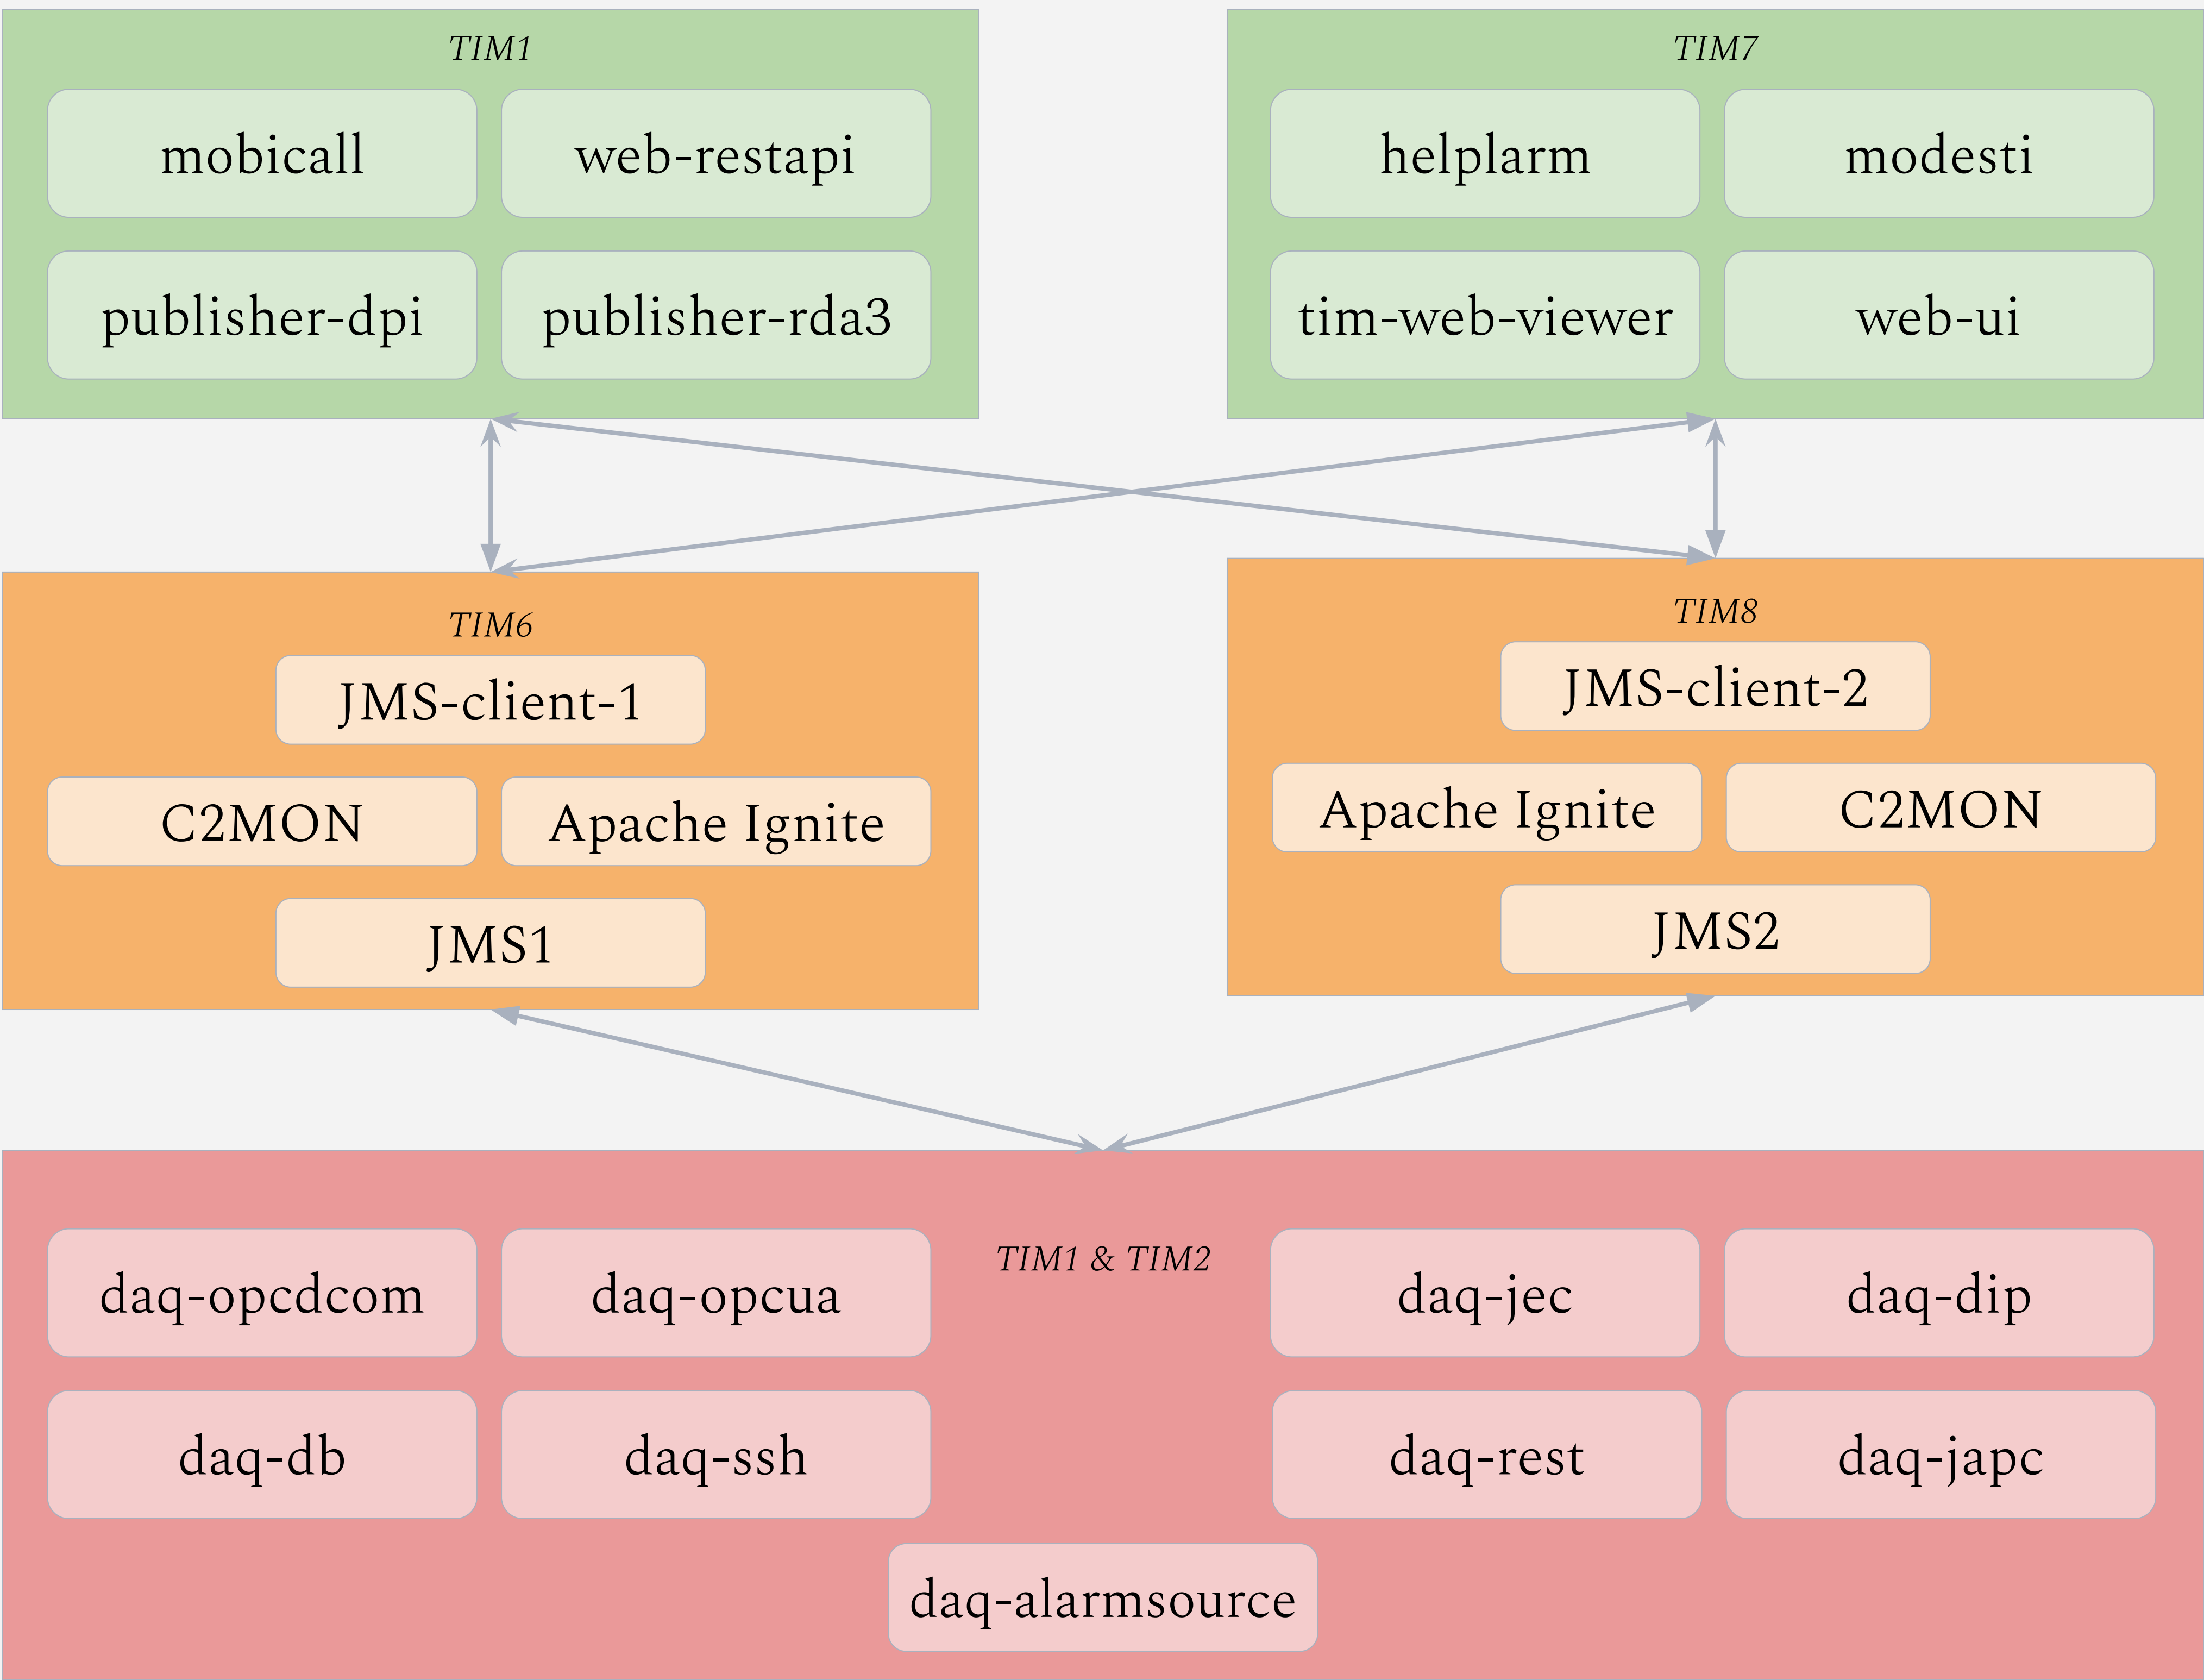 TIM1
mobicall
web-restapi
publisher-dpi
publisher-rda3
TIM7
helplarm
modesti
tim-web-viewer
web-ui
TIM6
JMS-client-1
C2MON
Apache Ignite
JMS1
TIM8
JMS-client-2
Apache Ignite
C2MON
JMS2
TIM1 & TIM2
daq-opcdcom
daq-opcua
daq-jec
daq-dip
daq-db
daq-ssh
daq-rest
daq-japc
daq-alarmsource